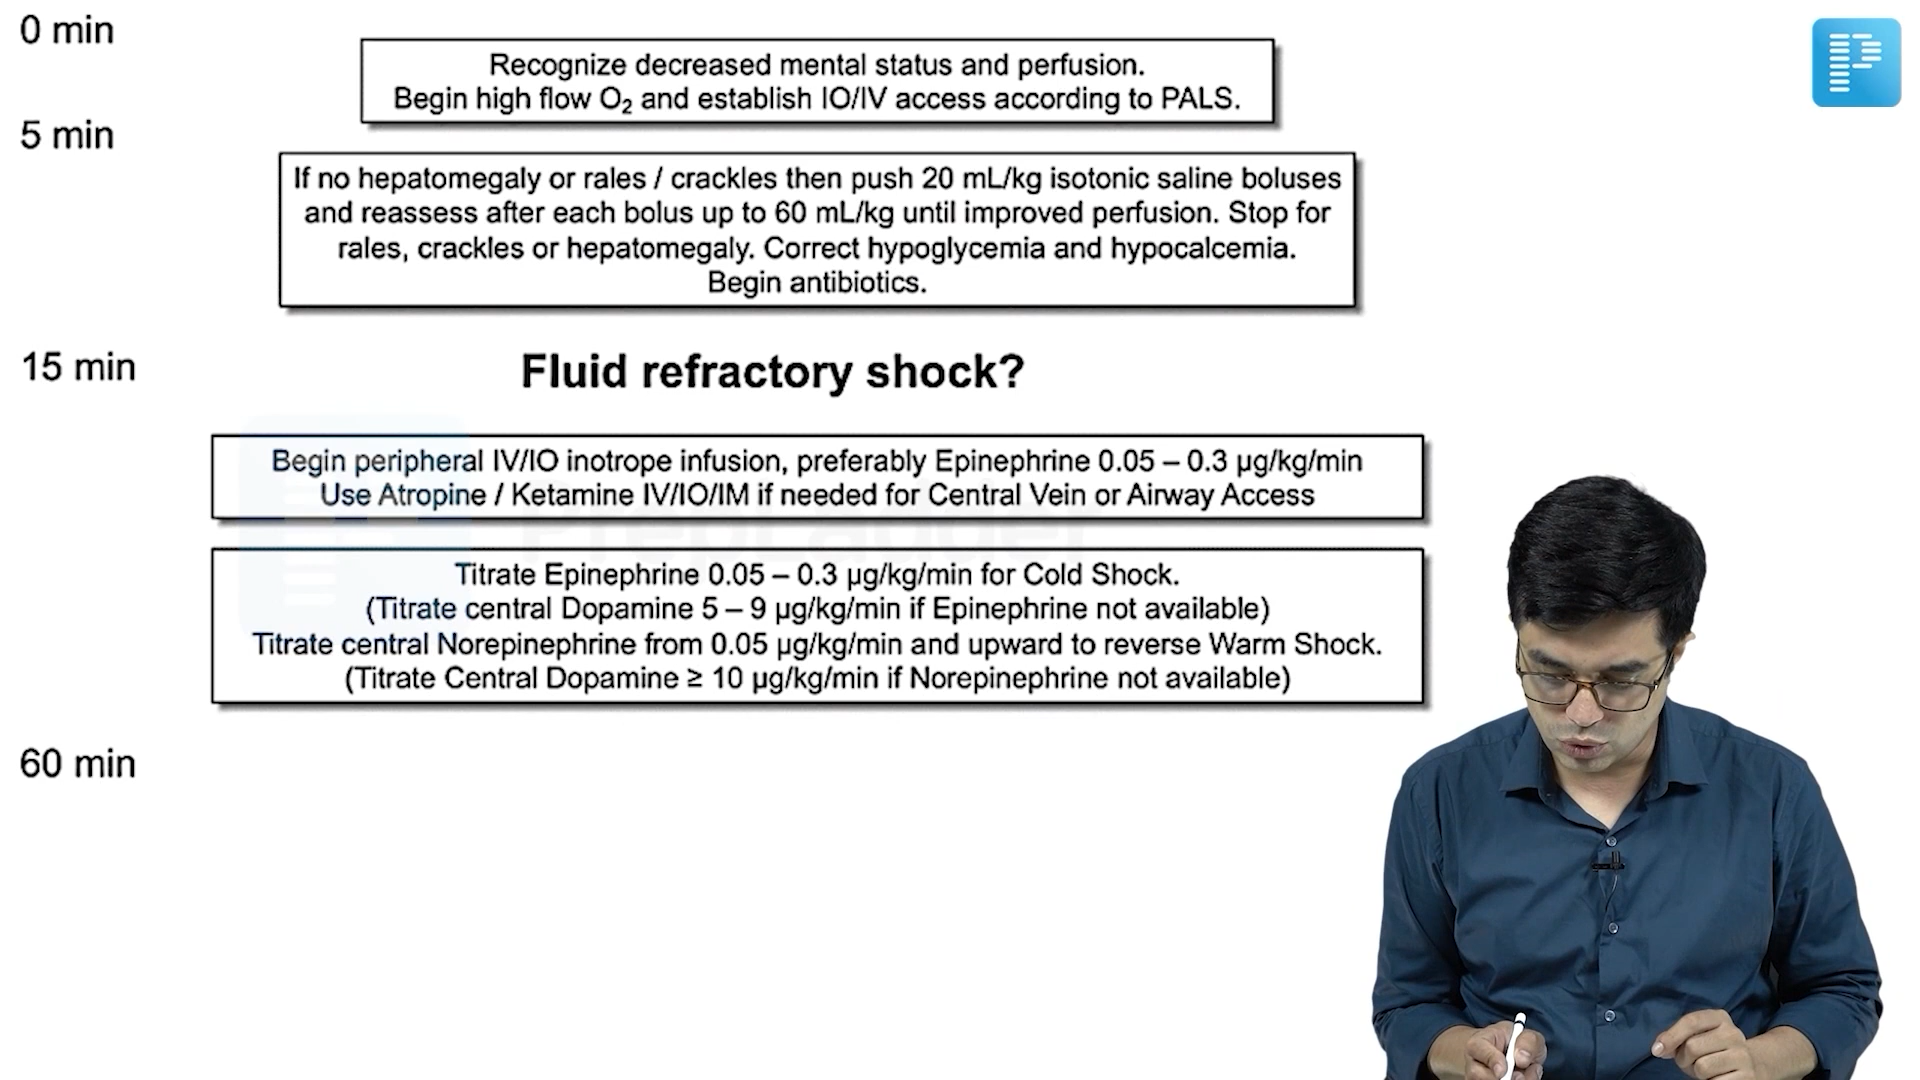 0 min
Recognize decreased mental status and perfusion.
Begin high flow O₂ and establish IO/IV access according to PALS.
5 min
If no hepatomegaly or rales / crackles then push 20 mL/kg isotonic saline boluses
and reassess after each bolus up to 60 mL/kg until improved perfusion. Stop for
rales, crackles or hepatomegaly. Correct hypoglycemia and hypocalcemia.
Begin antibiotics.
15 min
Fluid refractory shock?
Begin peripheral IV/IO inotrope infusion, preferably Epinephrine 0.05 – 0.3 µg/kg/min
Use Atropine / Ketamine IV/IO/IM if needed for Central Vein or Airway Access
PrepLadder
Titrate Epinephrine 0.05 – 0.3 µg/kg/min for Cold Shock.
(Titrate central Dopamine 5 – 9 µg/kg/min if Epinephrine not available)
Titrate central Norepinephrine from 0.05 µg/kg/min and upward to reverse Warm Shock.
(Titrate Central Dopamine ≥ 10 µg/kg/min if Norepinephrine not available)
60 min